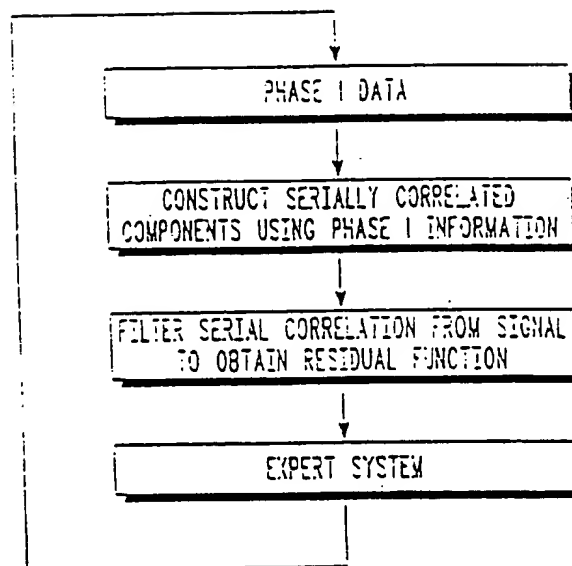 PHASE I DATA
CONSTRUCT SERIALLY CORRELATED
COMPONENTS USING PHASE I INFORMATION
FILTER SERIAL CORRELATION FROM SIGNAL
TO OBTAIN RESIDUAL FUNCTION
EXPERT SYSTEM